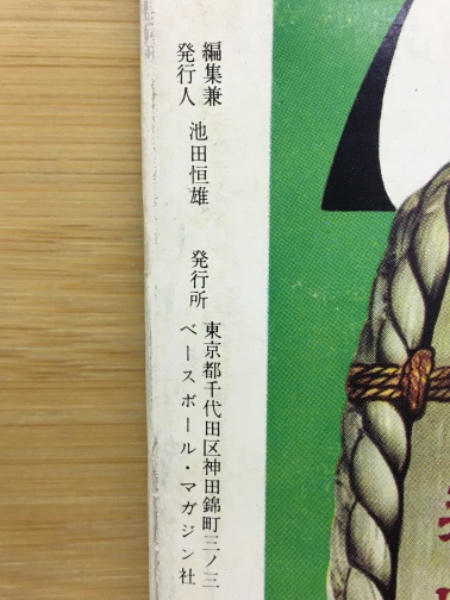 編集兼
発行人
池田恒雄
発行所
東京都千代田区神田錦町三ノ三
ベースボール・マガジン社